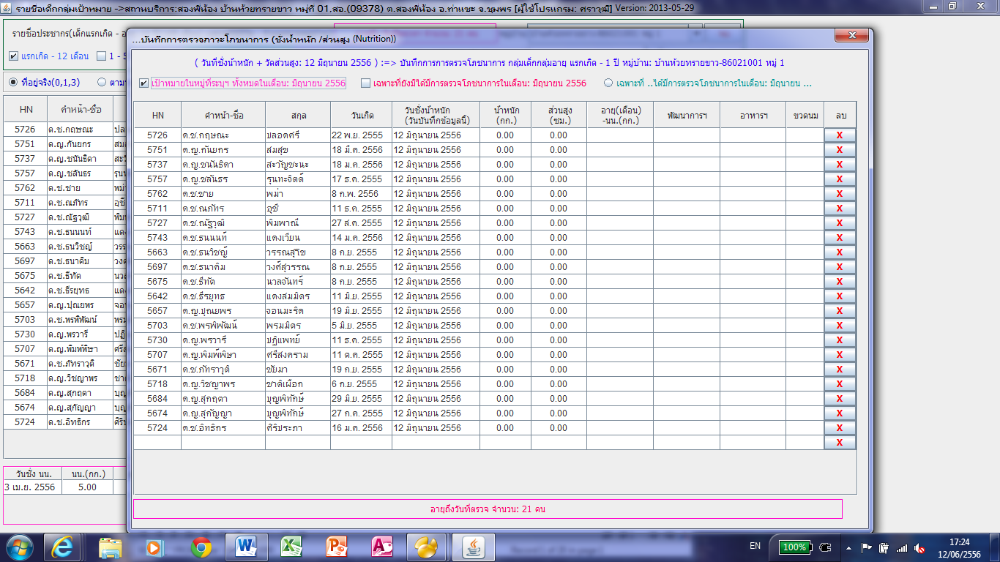 รายชื่อเด็กกลุ่มเป้าหมาย ->สถานบริการ:สองพี่น้อง บ้านห้วยทรายขาว หมู่ที่ 01,สอ.(09378) ต.สองพี่น้อง อ.ท่าแซะ จ.ชุมพร [ผู้ใช้โปรแกรม: ศราวุฒิ] Version: 2013-05-29
รายชื่อประชากร(เด็กแรกเกิด - อ
แรกเกิด - 12 เดือน 1 - 5
ที่อยู่จริง(0,1,3) ตาม
...บันทึกการตรวจภาวะโภชนาการ (ชั่งน้ำหนัก /ส่วนสูง (Nutrition))
( วันที่ชั่งน้ำหนัก + วัดส่วนสูง: 12 มิถุนายน 2556 ) :=> บันทึกการการตรวจโภชนาการ กลุ่มเด็กกลุ่มอายุ แรกเกิด - 1 ปี หมู่บ้าน: บ้านห้วยทรายขาว-86021001 หมู่ 1
เป้าหมายในหมู่ที่ระบุฯ ทั้งหมดในเดือน: มิถุนายน 2556 เฉพาะที่ยังมิได้มีการตรวจโภชนาการในเดือน: มิถุนายน 2556 เฉพาะที่ ..ได้มีการตรวจโภชนาการในเดือน: มิถุนายน ...
HN คำหน้า-ชื่อ สกุล วันเกิด วันชั่งน้ำหนัก (วันบันทึกข้อมูลนี้) น้ำหนัก (กก.) ส่วนสูง (ซม.) อายุ(เดือน) -นน.(กก.) พัฒนาการฯ อาหารฯ ขวดนม ลบ
5726 ด.ช.กฤษณะ ปลอดศรี 22 พ.ย. 2555 12 มิถุนายน 2556 0.00 0.00 X
5751 ด.ญ.กันยกร สมสุข 18 มี.ค. 2556 12 มิถุนายน 2556 0.00 0.00 X
5737 ด.ญ.ชนันธิดา สะวัญชะนะ 18 ม.ค. 2556 12 มิถุนายน 2556 0.00 0.00 X
5757 ด.ญ.ชลันธร รุนทะจิตต์ 17 ธ.ค. 2555 12 มิถุนายน 2556 0.00 0.00 X
5762 ด.ช.ชาย พม่า 8 ก.พ. 2556 12 มิถุนายน 2556 0.00 0.00 X
5711 ด.ช.ณภัทร อุชี 11 ธ.ค. 2555 12 มิถุนายน 2556 0.00 0.00 X
5727 ด.ช.ณัฐวุฒิ พิมพาณี 27 ส.ค. 2555 12 มิถุนายน 2556 0.00 0.00 X
5743 ด.ช.ธนนนท์ แดงเวียน 14 ม.ค. 2556 12 มิถุนายน 2556 0.00 0.00 X
5663 ด.ช.ธนวิชญ์ วรรณสุโข 8 ก.ย. 2555 12 มิถุนายน 2556 0.00 0.00 X
5697 ด.ช.ธนาคิม วงศ์สุวรรณ 8 ก.ย. 2555 12 มิถุนายน 2556 0.00 0.00 X
5675 ด.ช.ธีทัต นวลจันทร์ 8 ก.ย. 2555 12 มิถุนายน 2556 0.00 0.00 X
5642 ด.ช.ธีรยุทธ แดงสมมิตร 11 มิ.ย. 2555 12 มิถุนายน 2556 0.00 0.00 X
5657 ด.ญ.ปุณยพร จอนมะริด 19 มิ.ย. 2555 12 มิถุนายน 2556 0.00 0.00 X
5703 ด.ช.พรพิพัฒน์ พรมมิตร 5 มิ.ย. 2555 12 มิถุนายน 2556 0.00 0.00 X
5730 ด.ญ.พรวารี ปฏิแพทย์ 11 ธ.ค. 2555 12 มิถุนายน 2556 0.00 0.00 X
5707 ด.ญ.พิมพ์พิษา ศรีสงคราม 11 ต.ค. 2555 12 มิถุนายน 2556 0.00 0.00 X
5671 ด.ช.ภัทราวุติ ชัยมา 19 ก.ย. 2555 12 มิถุนายน 2556 0.00 0.00 X
5718 ด.ญ.วิชญาพร ชาติเผือก 6 ก.ย. 2555 12 มิถุนายน 2556 0.00 0.00 X
5684 ด.ญ.สุกฤตา บุญพิทักษ์ 29 มิ.ย. 2555 12 มิถุนายน 2556 0.00 0.00 X
5674 ด.ญ.สุกัญญา บุญพิทักษ์ 27 ก.ค. 2555 12 มิถุนายน 2556 0.00 0.00 X
5724 ด.ช.อิทธิกร ศิริประภา 16 ม.ค. 2556 12 มิถุนายน 2556 0.00 0.00 X
X
อายุถึงวันที่ตรวจ จำนวน: 21 คน
HN คำหน้า-ชื่อ
5726 ด.ช.กฤษณะ ปล
5751 ด.ญ.กันยกร สม
5737 ด.ญ.ชนันธิดา สะวั
5757 ด.ญ.ชลันธร รุนท
5762 ด.ช.ชาย พม่า
5711 ด.ช.ณภัทร อุชี
5727 ด.ช.ณัฐวุฒิ พิมพ
5743 ด.ช.ธนนนท์ แดง
5663 ด.ช.ธนวิชญ์ วรร
5697 ด.ช.ธนาคิม วงศ
5675 ด.ช.ธีทัต นวล
5642 ด.ช.ธีรยุทธ แดง
5657 ด.ญ.ปุณยพร จอน
5703 ด.ช.พรพิพัฒน์ พรม
5730 ด.ญ.พรวารี ปฏิ
5707 ด.ญ.พิมพ์พิษา ศรีส
5671 ด.ช.ภัทราวุติ ชัย
5718 ด.ญ.วิชญาพร ชาติ
5684 ด.ญ.สุกฤตา บุญ
5674 ด.ญ.สุกัญญา บุญ
5724 ด.ช.อิทธิกร ศิริป
วันชั่ง นน. นน.(กก.)
3 เม.ย. 2556 5.00
EN 100% 17:24
12/06/2556